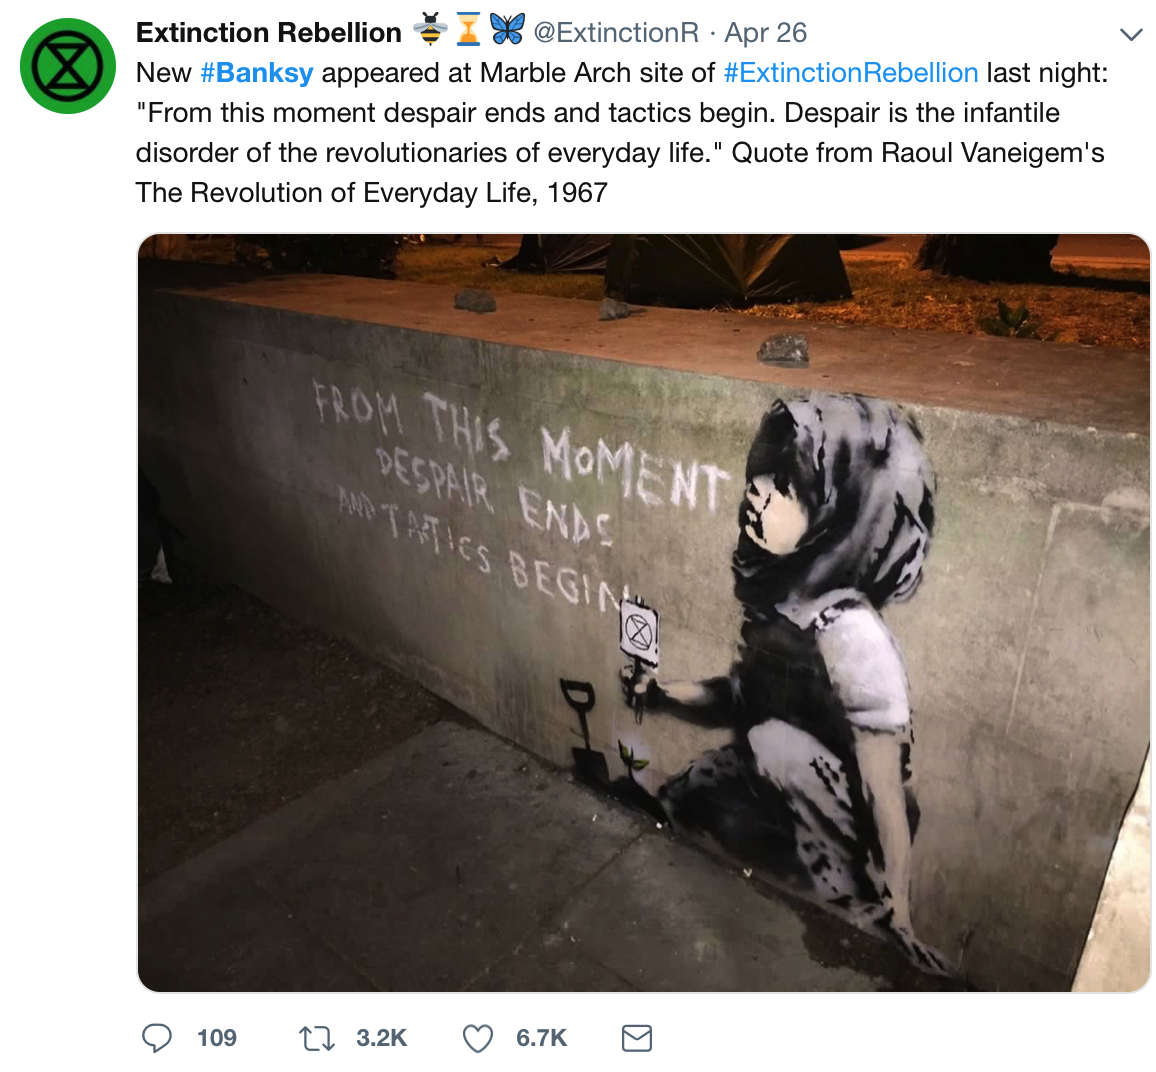 Extinction Rebellion 🐝⏳🦋 @ExtinctionR · Apr 26
New #Banksy appeared at Marble Arch site of #ExtinctionRebellion last night:
"From this moment despair ends and tactics begin. Despair is the infantile
disorder of the revolutionaries of everyday life." Quote from Raoul Vaneigem's
The Revolution of Everyday Life, 1967
FROM THIS MOMENT
DESPAIR ENDS
AND TACTICS BEGIN
109 3.2K 6.7K